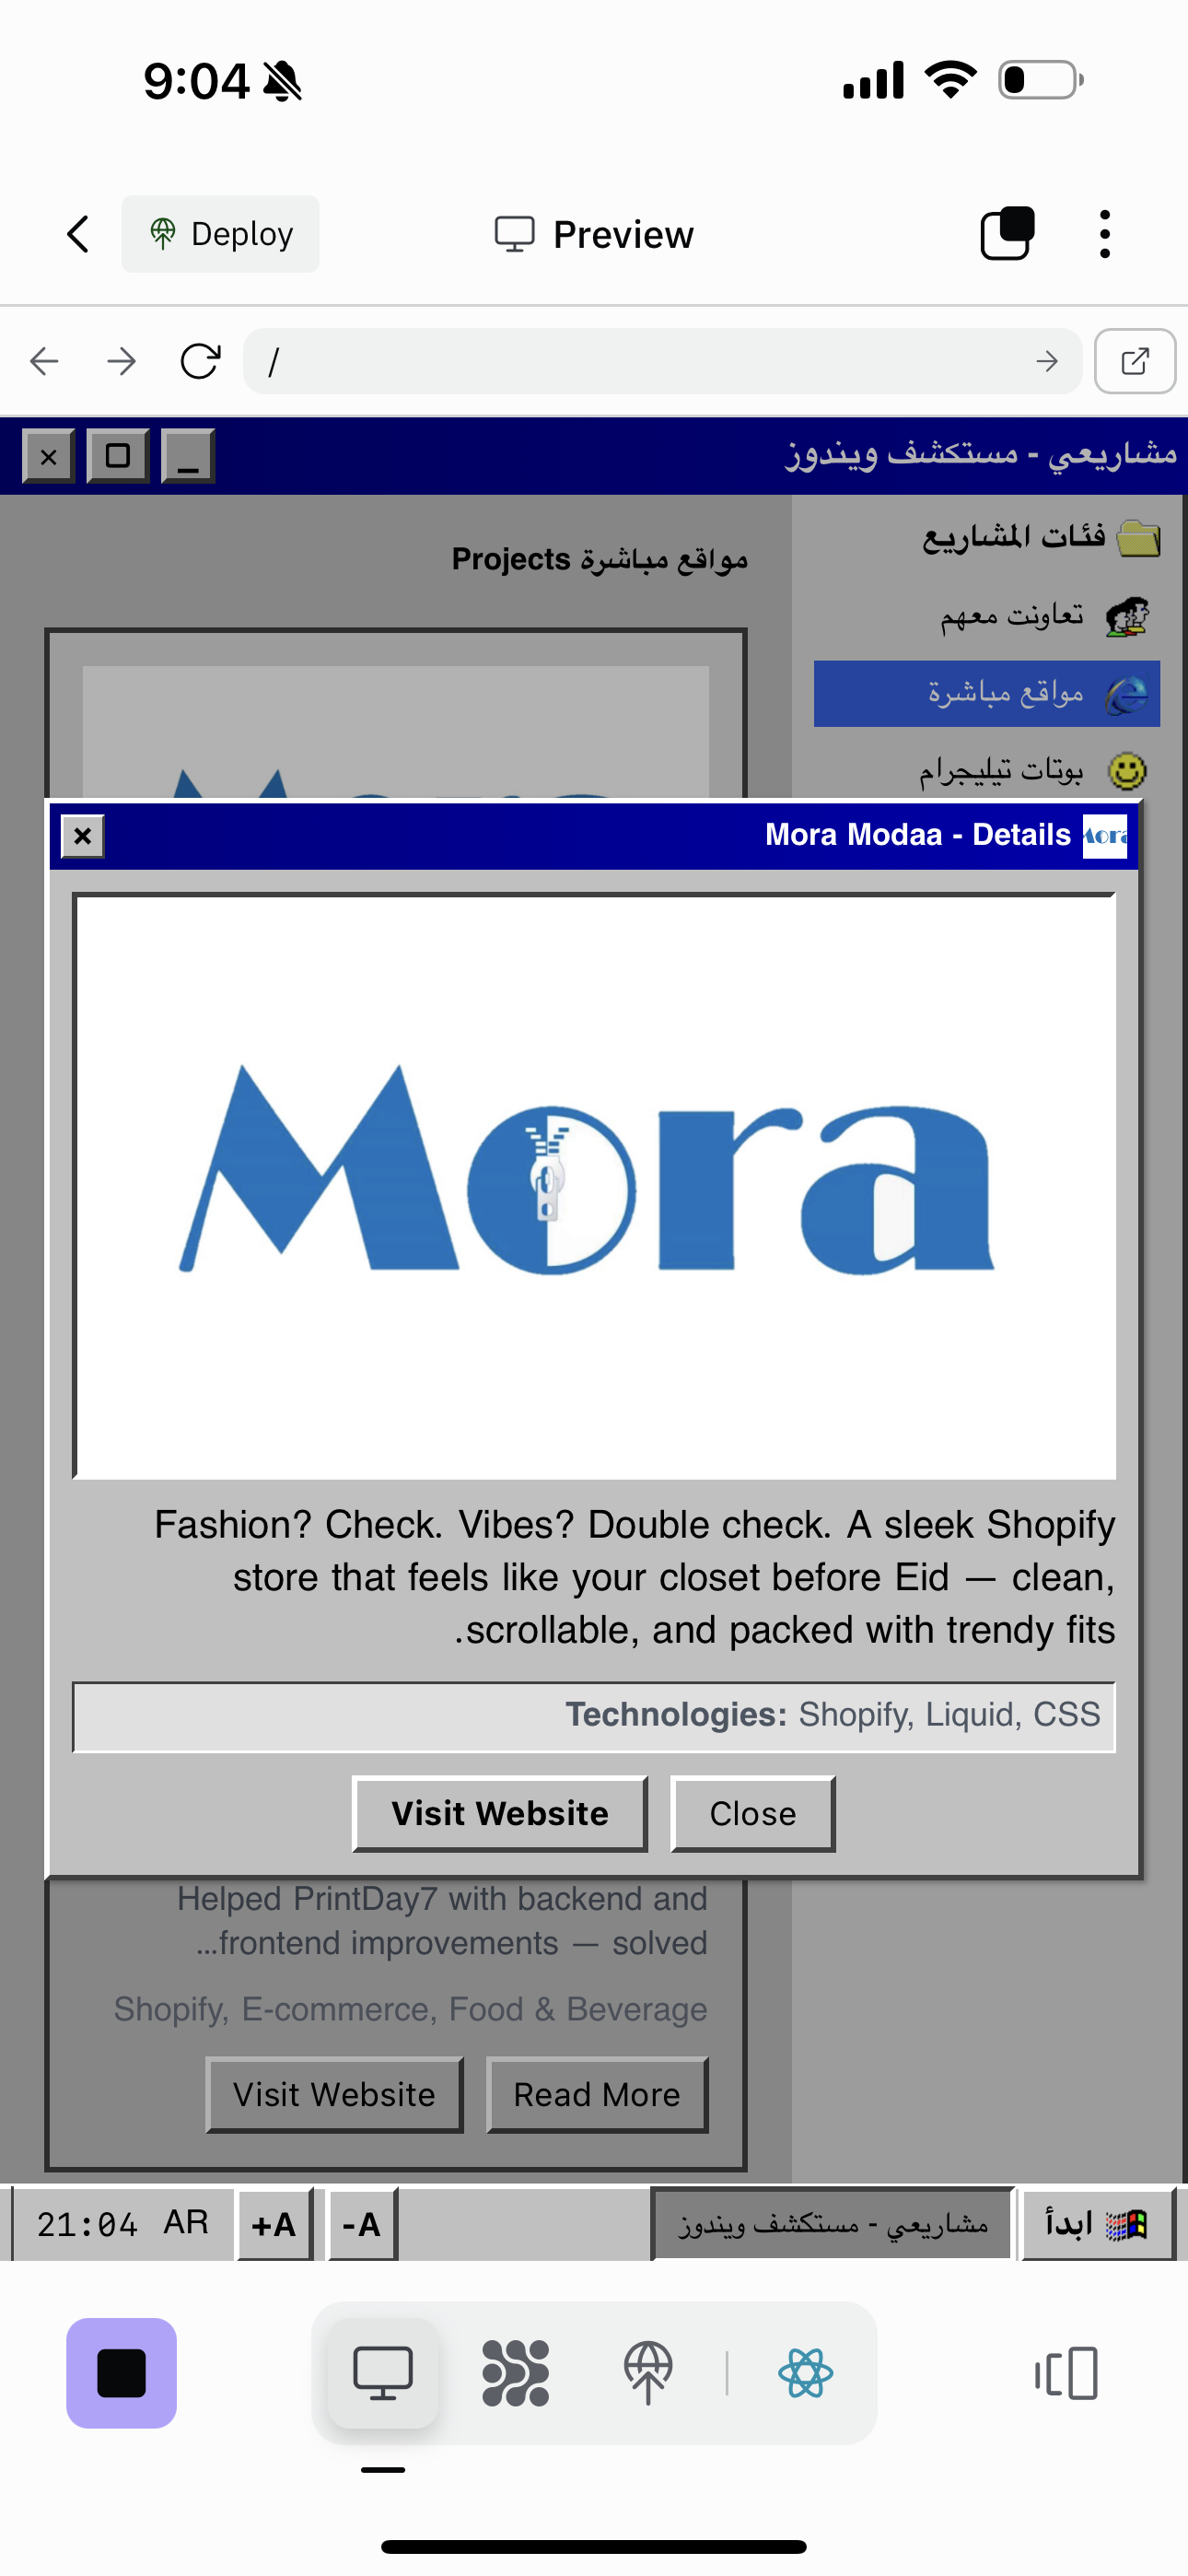 9:04
Deploy
Preview
/
مشاريعي - مستكشف ويندوز
فئات المشاريع
تعاونت معهم
مواقع مباشرة
بوتات تيليجرام
مواقع مباشرة Projects
Mora Modaa - Details
Mora
Fashion? Check. Vibes? Double check. A sleek Shopify
store that feels like your closet before Eid — clean,
.scrollable, and packed with trendy fits
Technologies: Shopify, Liquid, CSS
Visit Website
Close
Helped PrintDay7 with backend and
...frontend improvements — solved
Shopify, E-commerce, Food & Beverage
Visit Website
Read More
ابدأ
مشاريعي - مستكشف ويندوز
-A
+A
AR
21:04